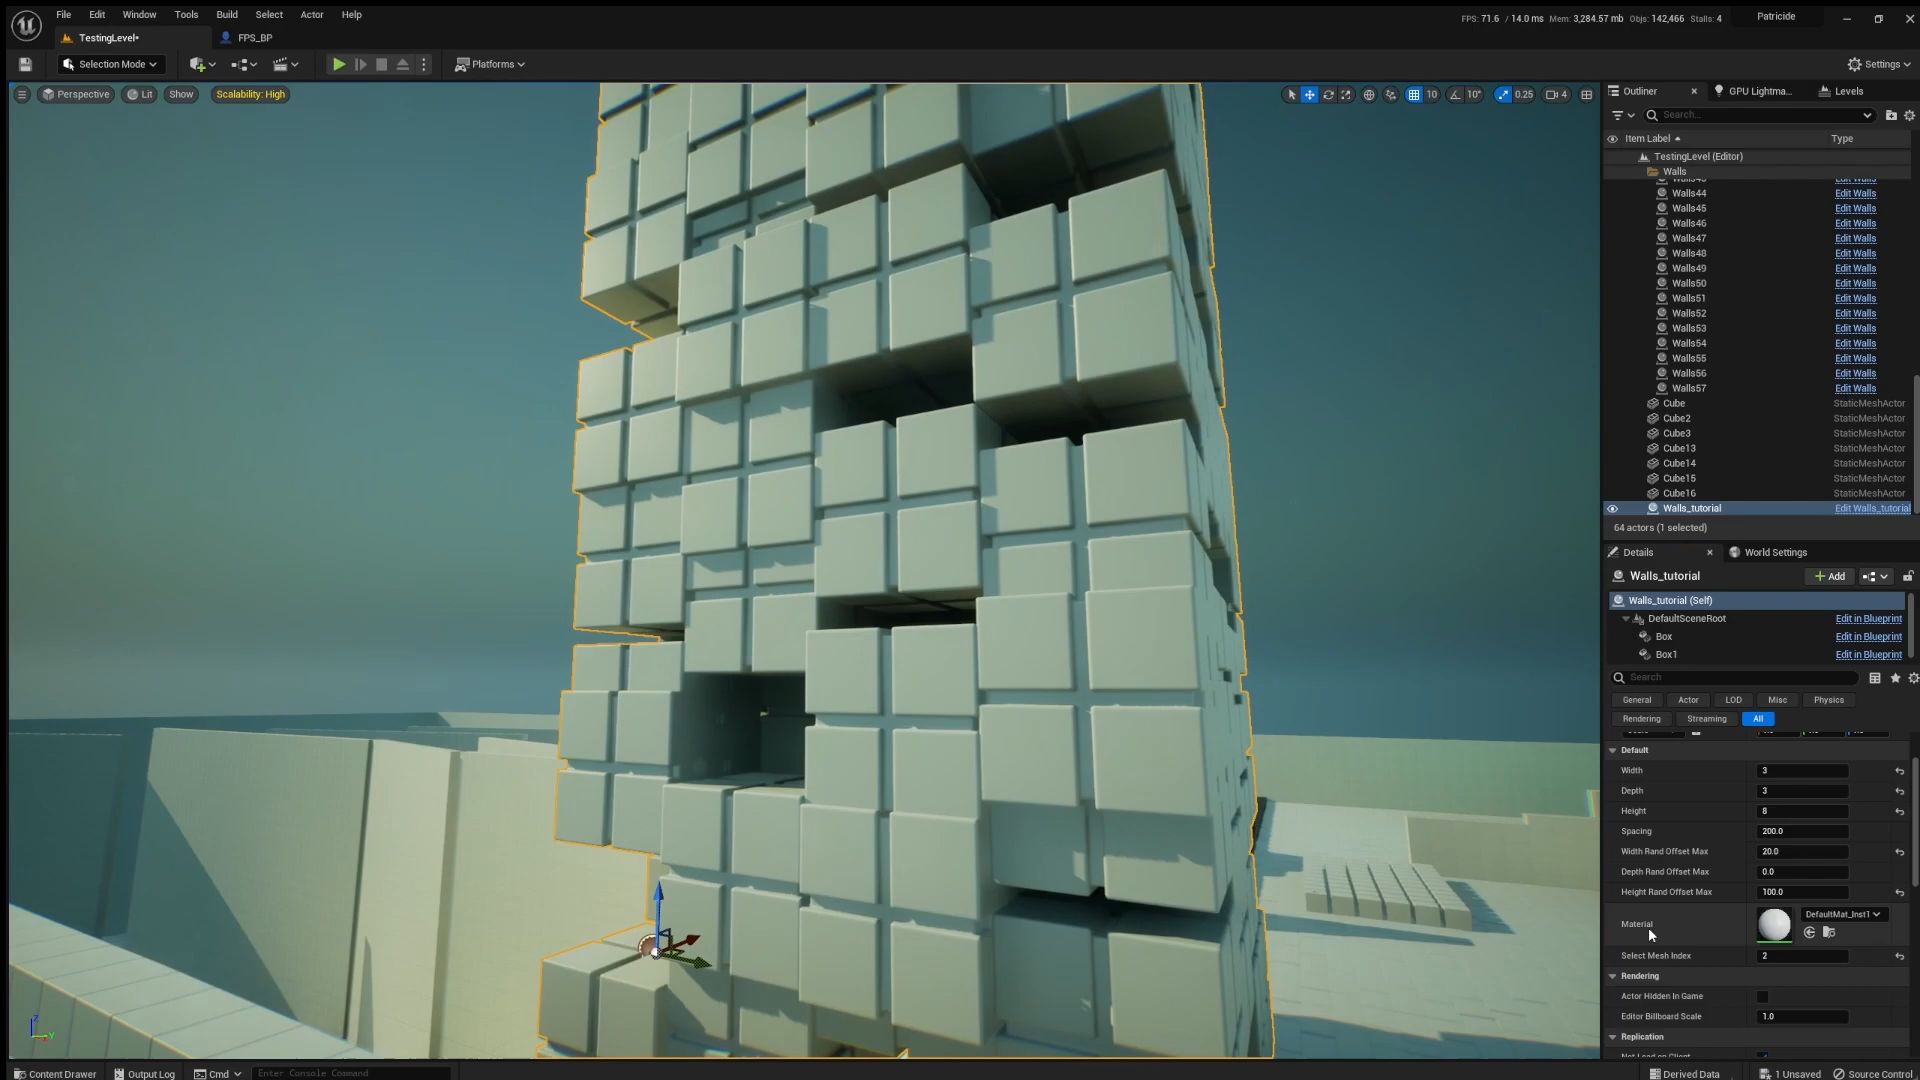 File Edit Window Tools Build Select Actor Help
FPS: 71.6 / 14.0 ms Mem: 3,284.57 mb Objs: 142,466 Stalls: 4 Patricide
TestingLevel• FPS_BP
Selection Mode Platforms Settings
Perspective Lit Show Scalability: High 10 10° 0.25 4
Outliner GPU Lightma... Levels
Search...
Item Label Type
TestingLevel (Editor)
Walls
Walls44 Edit Walls
Walls45 Edit Walls
Walls46 Edit Walls
Walls47 Edit Walls
Walls48 Edit Walls
Walls49 Edit Walls
Walls50 Edit Walls
Walls51 Edit Walls
Walls52 Edit Walls
Walls53 Edit Walls
Walls54 Edit Walls
Walls55 Edit Walls
Walls56 Edit Walls
Walls57 Edit Walls
Cube StaticMeshActor
Cube2 StaticMeshActor
Cube3 StaticMeshActor
Cube13 StaticMeshActor
Cube14 StaticMeshActor
Cube15 StaticMeshActor
Cube16 StaticMeshActor
Walls_tutorial Edit Walls_tutorial
64 actors (1 selected)
Details World Settings
Walls_tutorial Add
Walls_tutorial (Self)
DefaultSceneRoot Edit in Blueprint
Box Edit in Blueprint
Box1 Edit in Blueprint
Search
General Actor LOD Misc Physics
Rendering Streaming All
Default
Width 3
Depth 3
Height 8
Spacing 200.0
Width Rand Offset Max 20.0
Depth Rand Offset Max 0.0
Height Rand Offset Max 100.0
Material DefaultMat_Inst1
Select Mesh Index 2
Rendering
Actor Hidden In Game
Editor Billboard Scale 1.0
Replication
Z
Y
Content Drawer Output Log Cmd Enter Console Command Derived Data 1 Unsaved Source Control